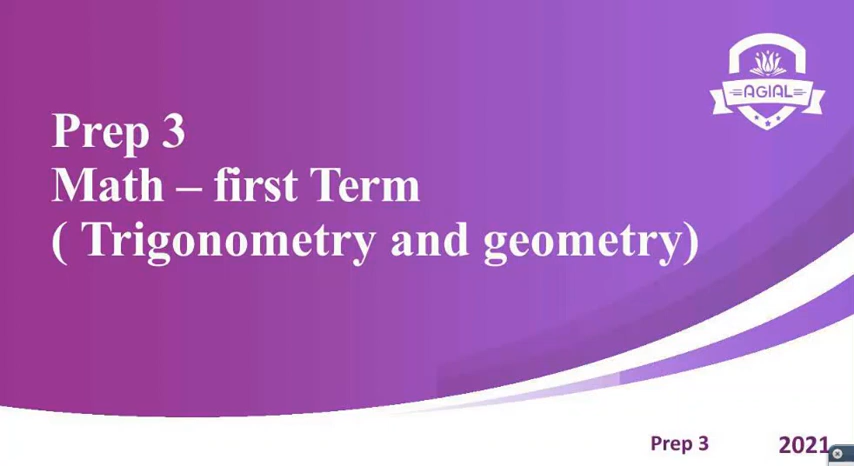 =AGIAL=
Prep 3
Math – first Term
( Trigonometry and geometry)
Prep 3
2021